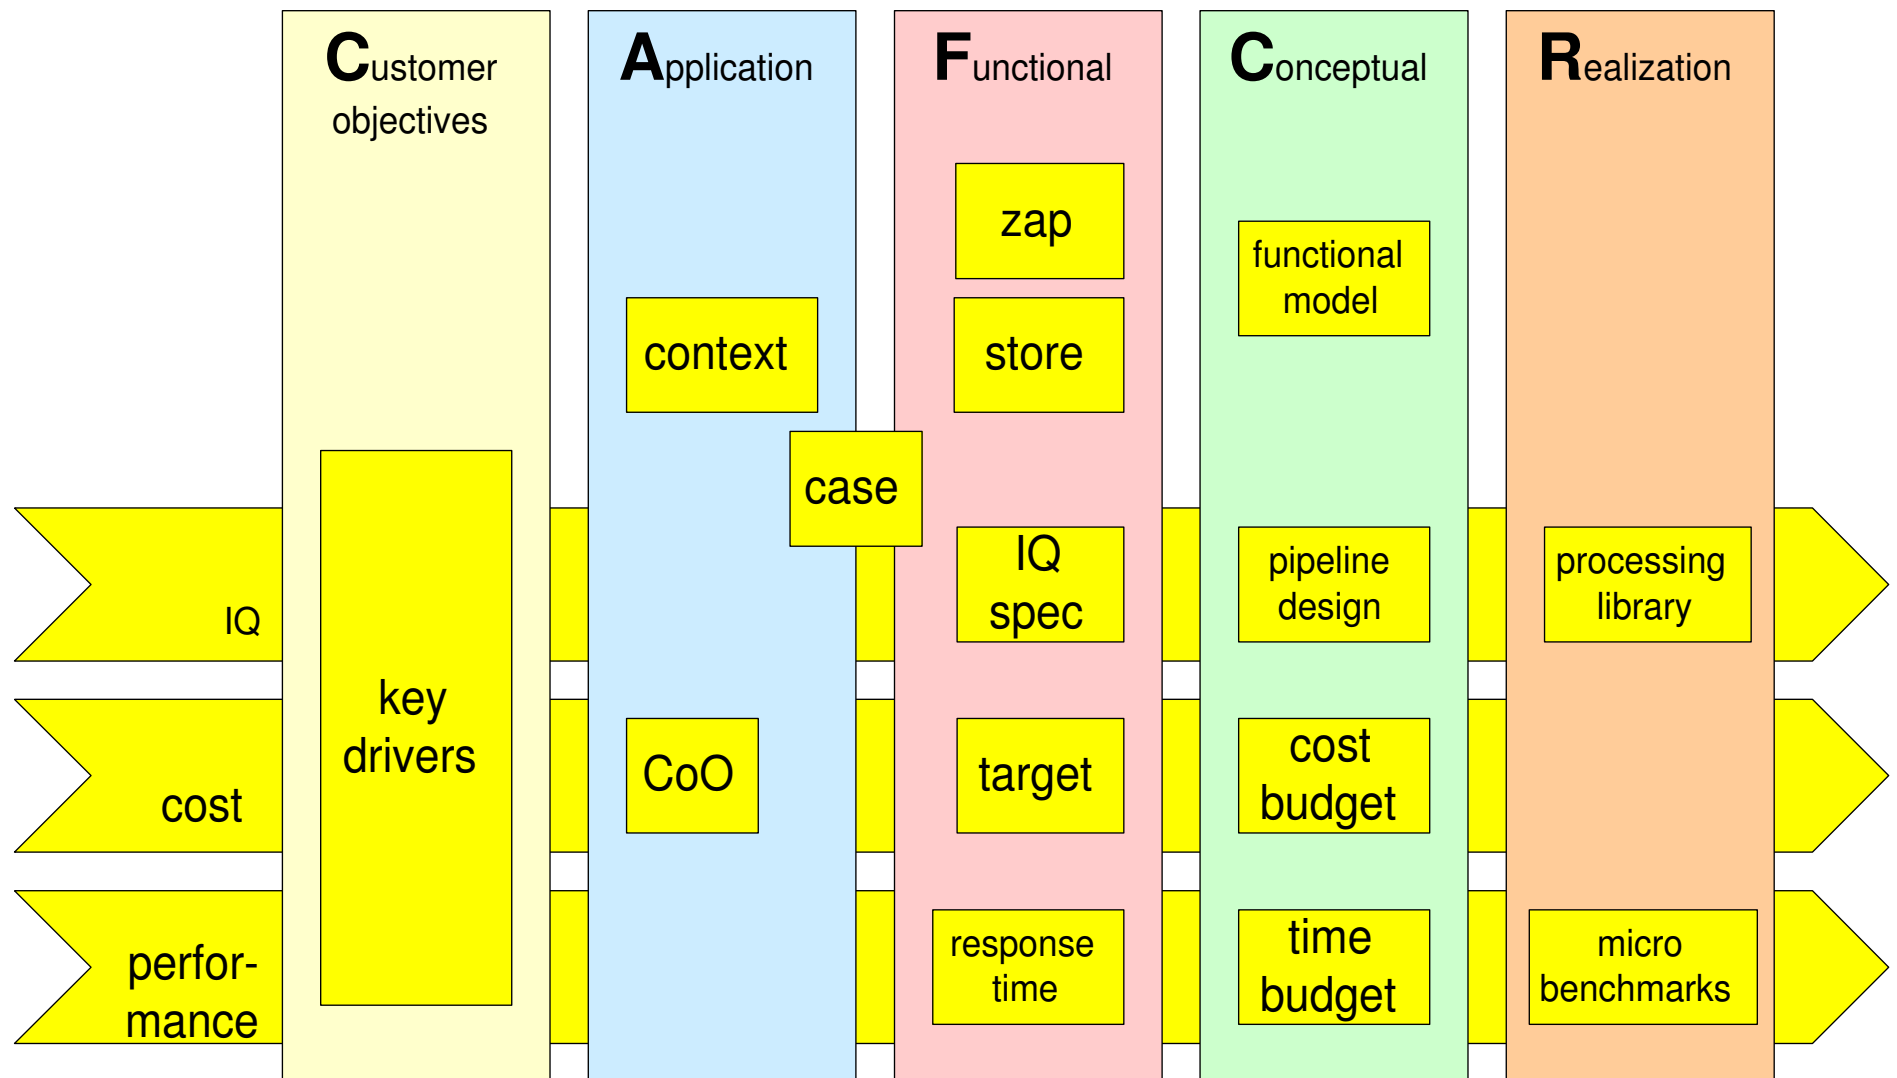 Customer
objectives
Application
Functional
Conceptual
Realization
zap
functional
model
context
store
case
IQ
spec
pipeline
design
processing
library
IQ
key
drivers
CoO
target
cost
budget
cost
response
time
time
budget
micro
benchmarks
perfor-
mance